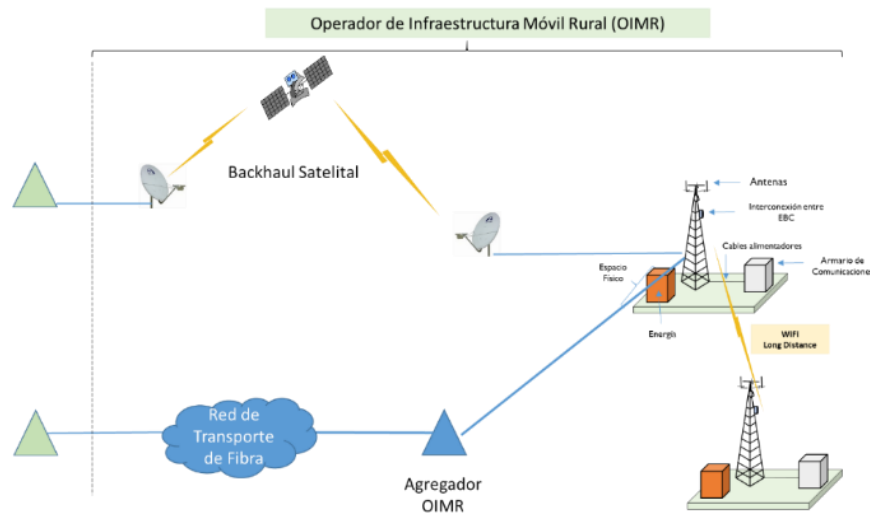 Operador de Infraestructura Móvil Rural (OIMR)
Backhaul Satelital
Antenas
Interconexión entre
EBC
Cables alimentadores
Armario de
Comunicacione
Espacio
Físico
Energía
WiFi
Long Distance
Red de
Transporte
de Fibra
Agregador
OIMR